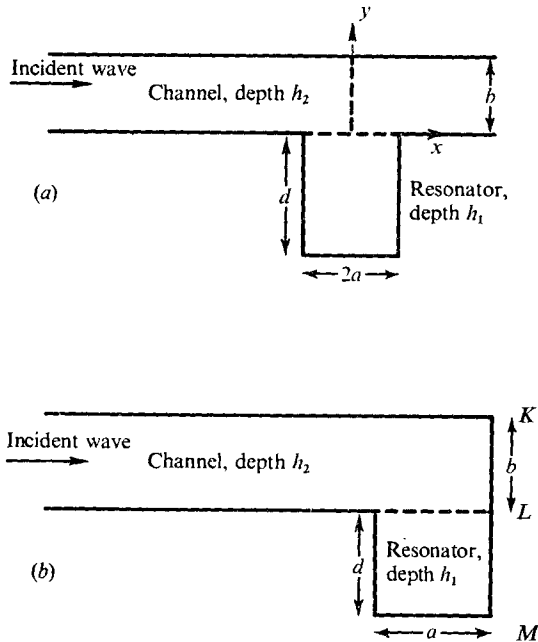 y
Incident wave
Channel, depth h₂
b
x
(a)
d
Resonator,
depth h₁
2a
K
Incident wave
Channel, depth h₂
b
L
(b)
d
Resonator,
depth h₁
a
M